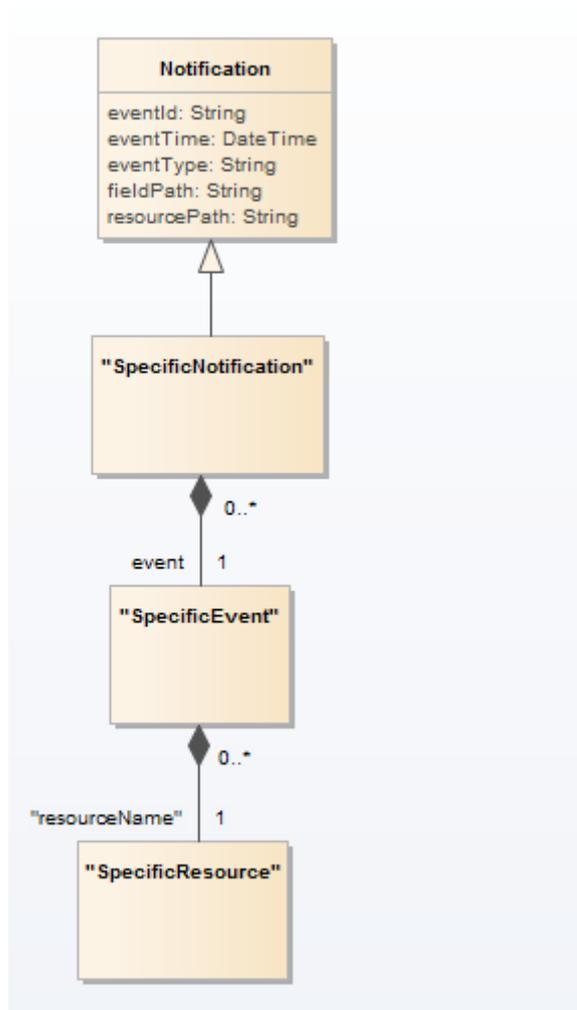 Notification
eventId: String
eventTime: DateTime
eventType: String
fieldPath: String
resourcePath: String
"SpecificNotification"
0..*
event 1
"SpecificEvent"
0..*
"resourceName" 1
"SpecificResource"